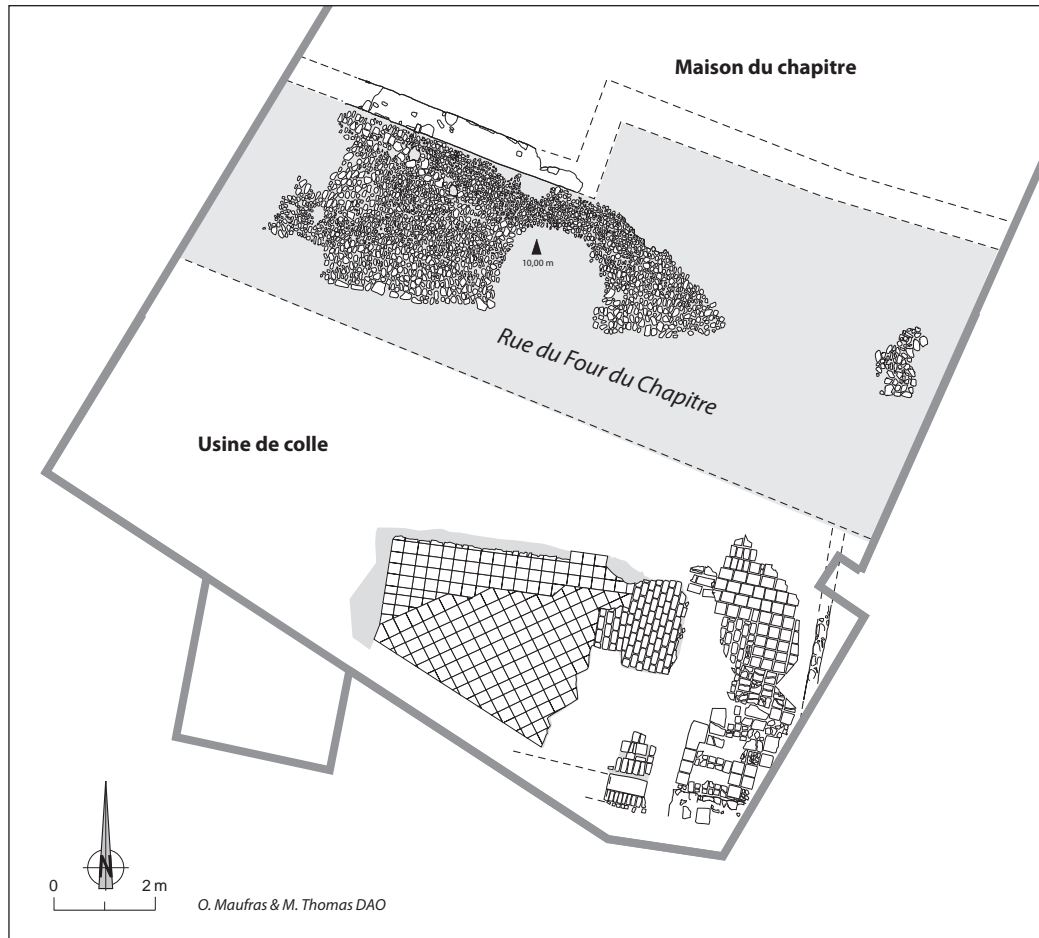 Maison du chapitre
10,00 m
Rue du Four du Chapitre
Usine de colle
N
0 2 m
O. Maufras & M. Thomas DAO